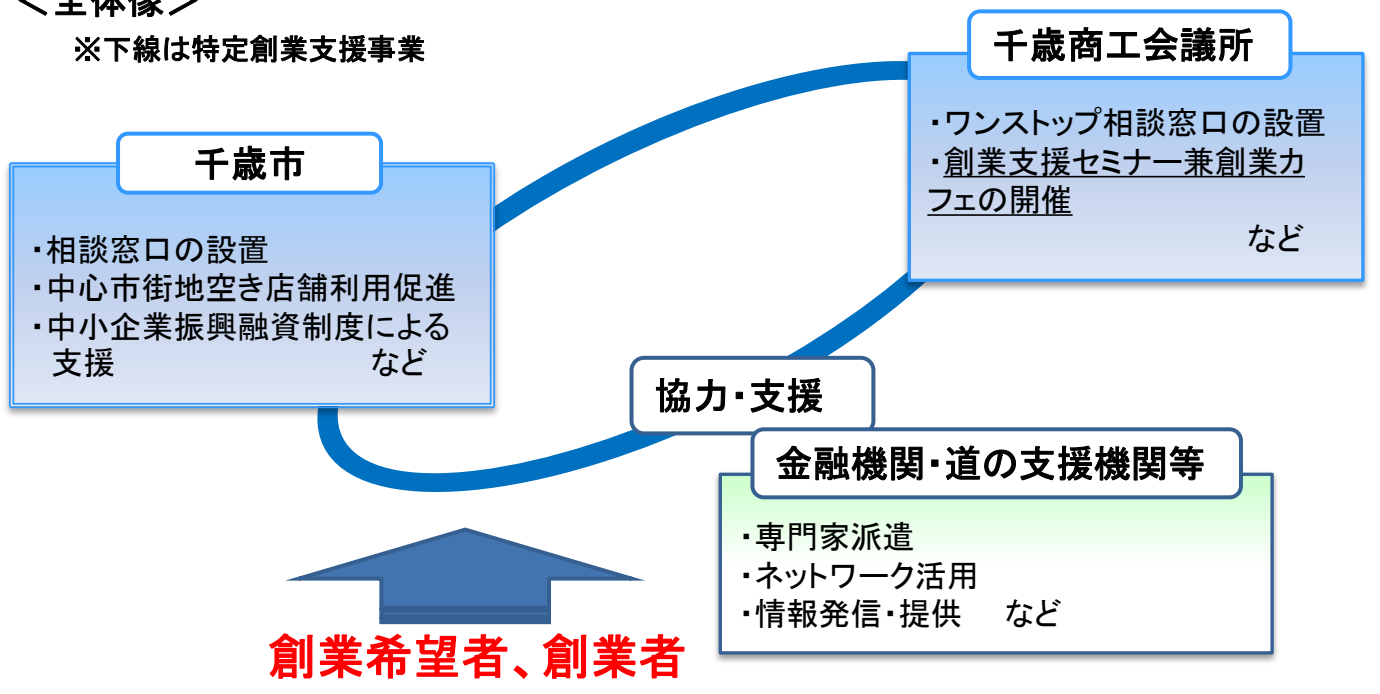 ＜全体像＞
※下線は特定創業支援事業
千歳商工会議所
・ワンストップ相談窓口の設置
・創業支援セミナー兼創業カ
フェの開催
など
千歳市
・相談窓口の設置
・中心市街地空き店舗利用促進
・中小企業振興融資制度による
支援　など
協力・支援
金融機関・道の支援機関等
・専門家派遣
・ネットワーク活用
・情報発信・提供　など
創業希望者、創業者